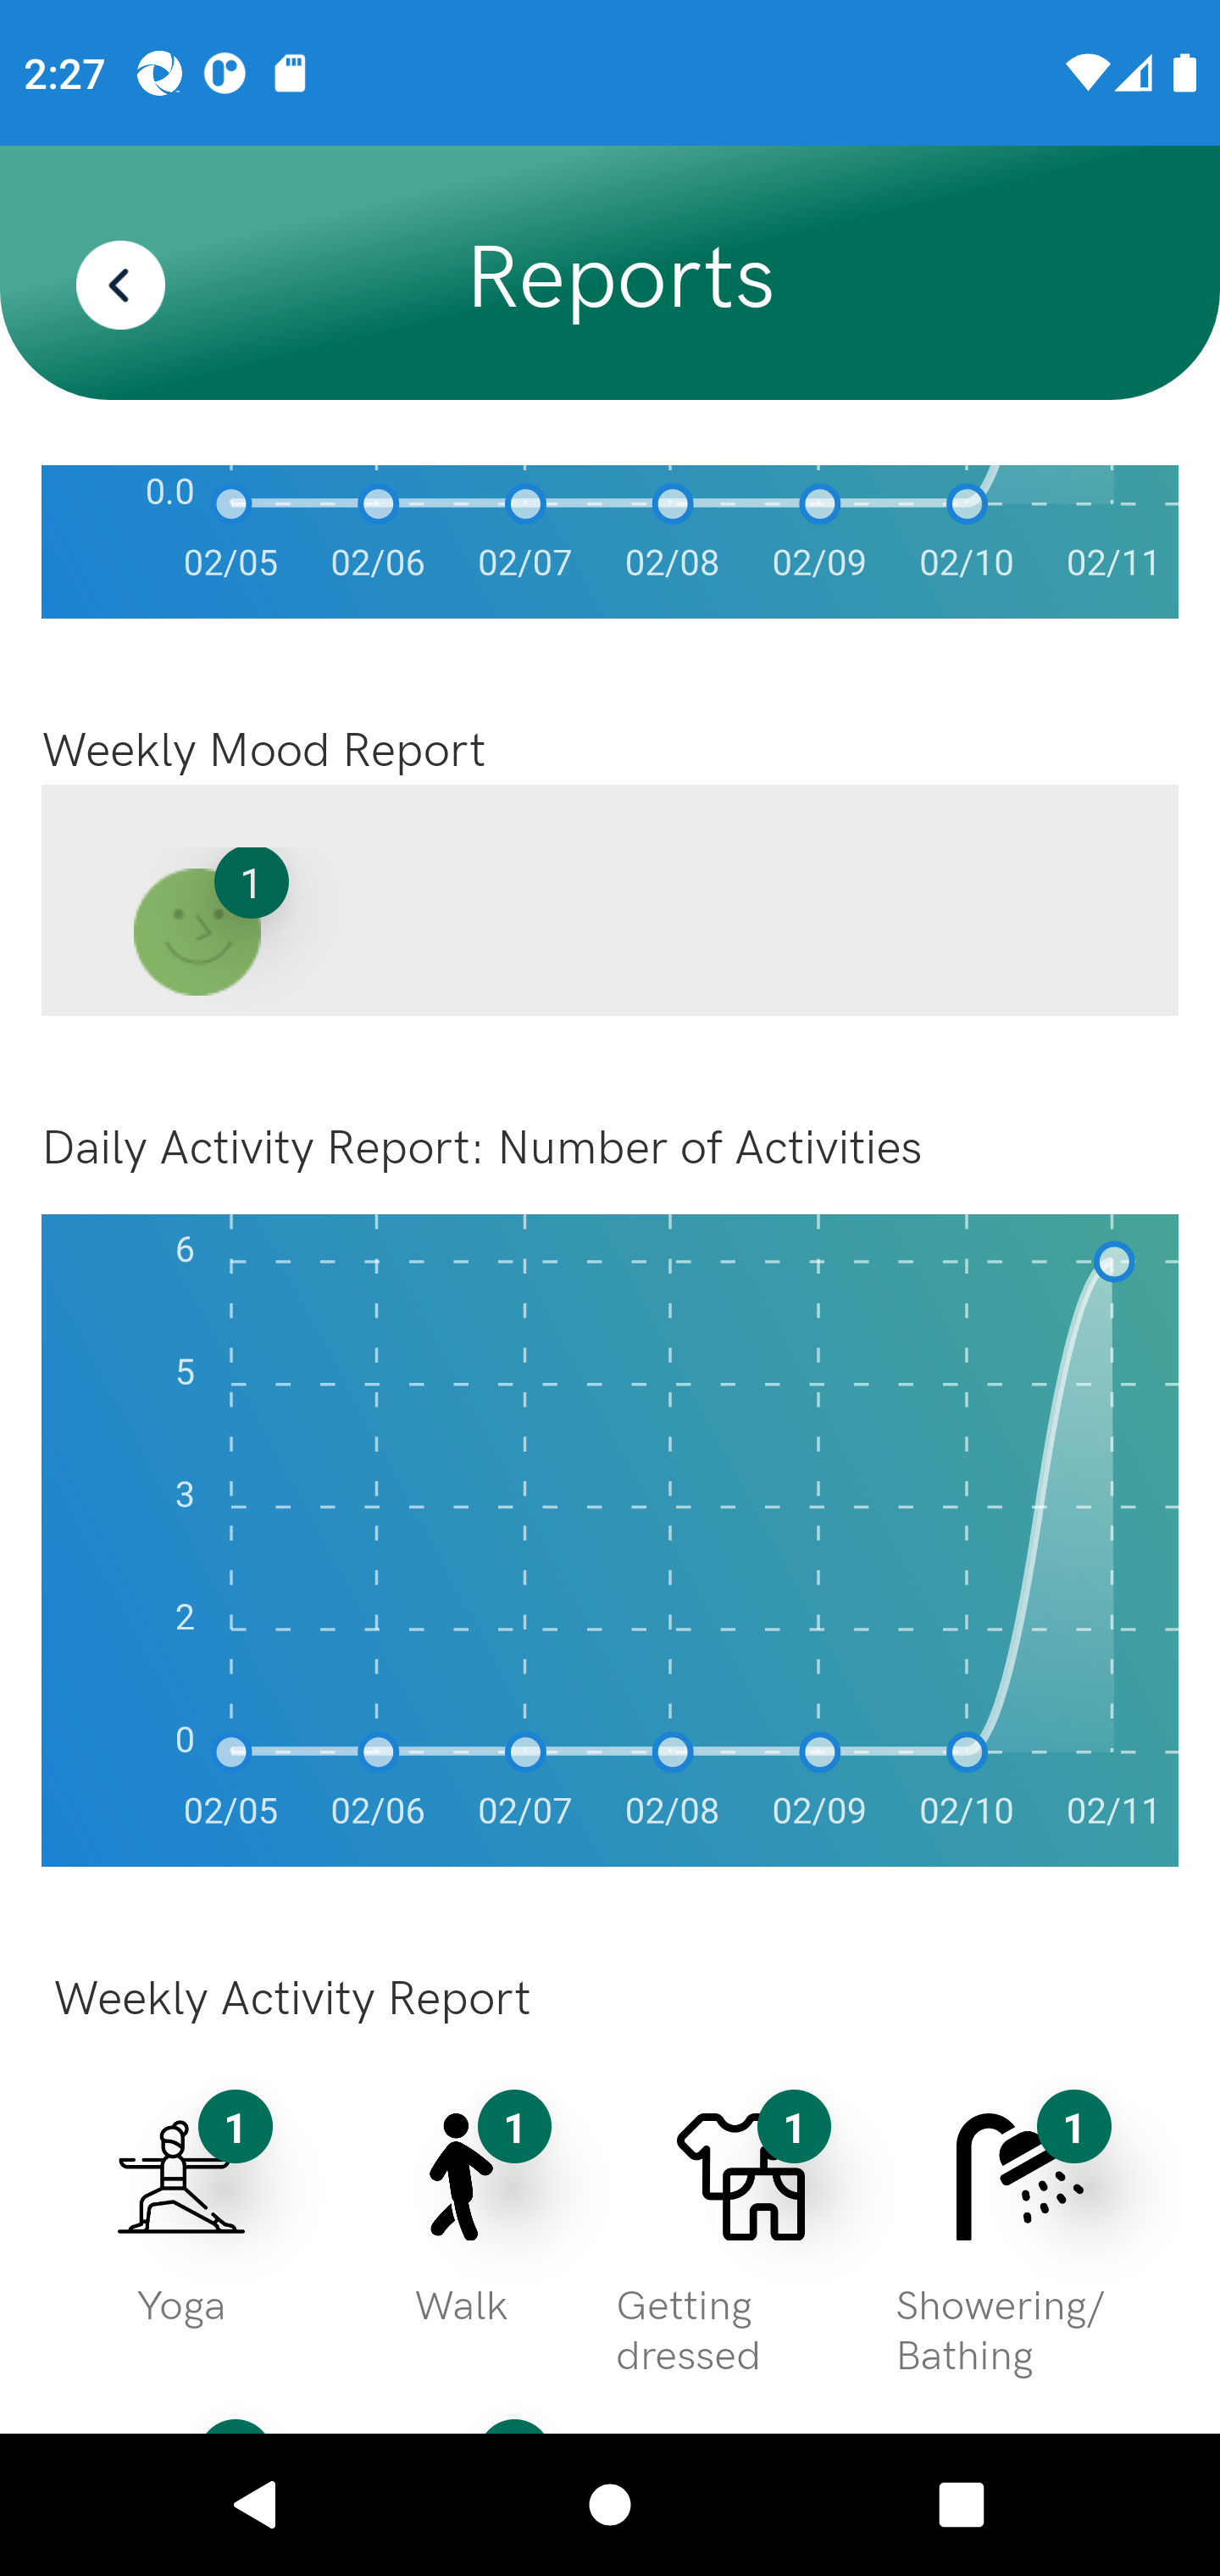 2:27
Reports
0.0
02/05 02/06 02/07 02/08 02/09 02/10 02/11
Weekly Mood Report
1
Daily Activity Report: Number of Activities
6
5
3
2
0
02/05 02/06 02/07 02/08 02/09 02/10 02/11
Weekly Activity Report
1 1 1 1
Yoga Walk Getting Showering/
dressed Bathing